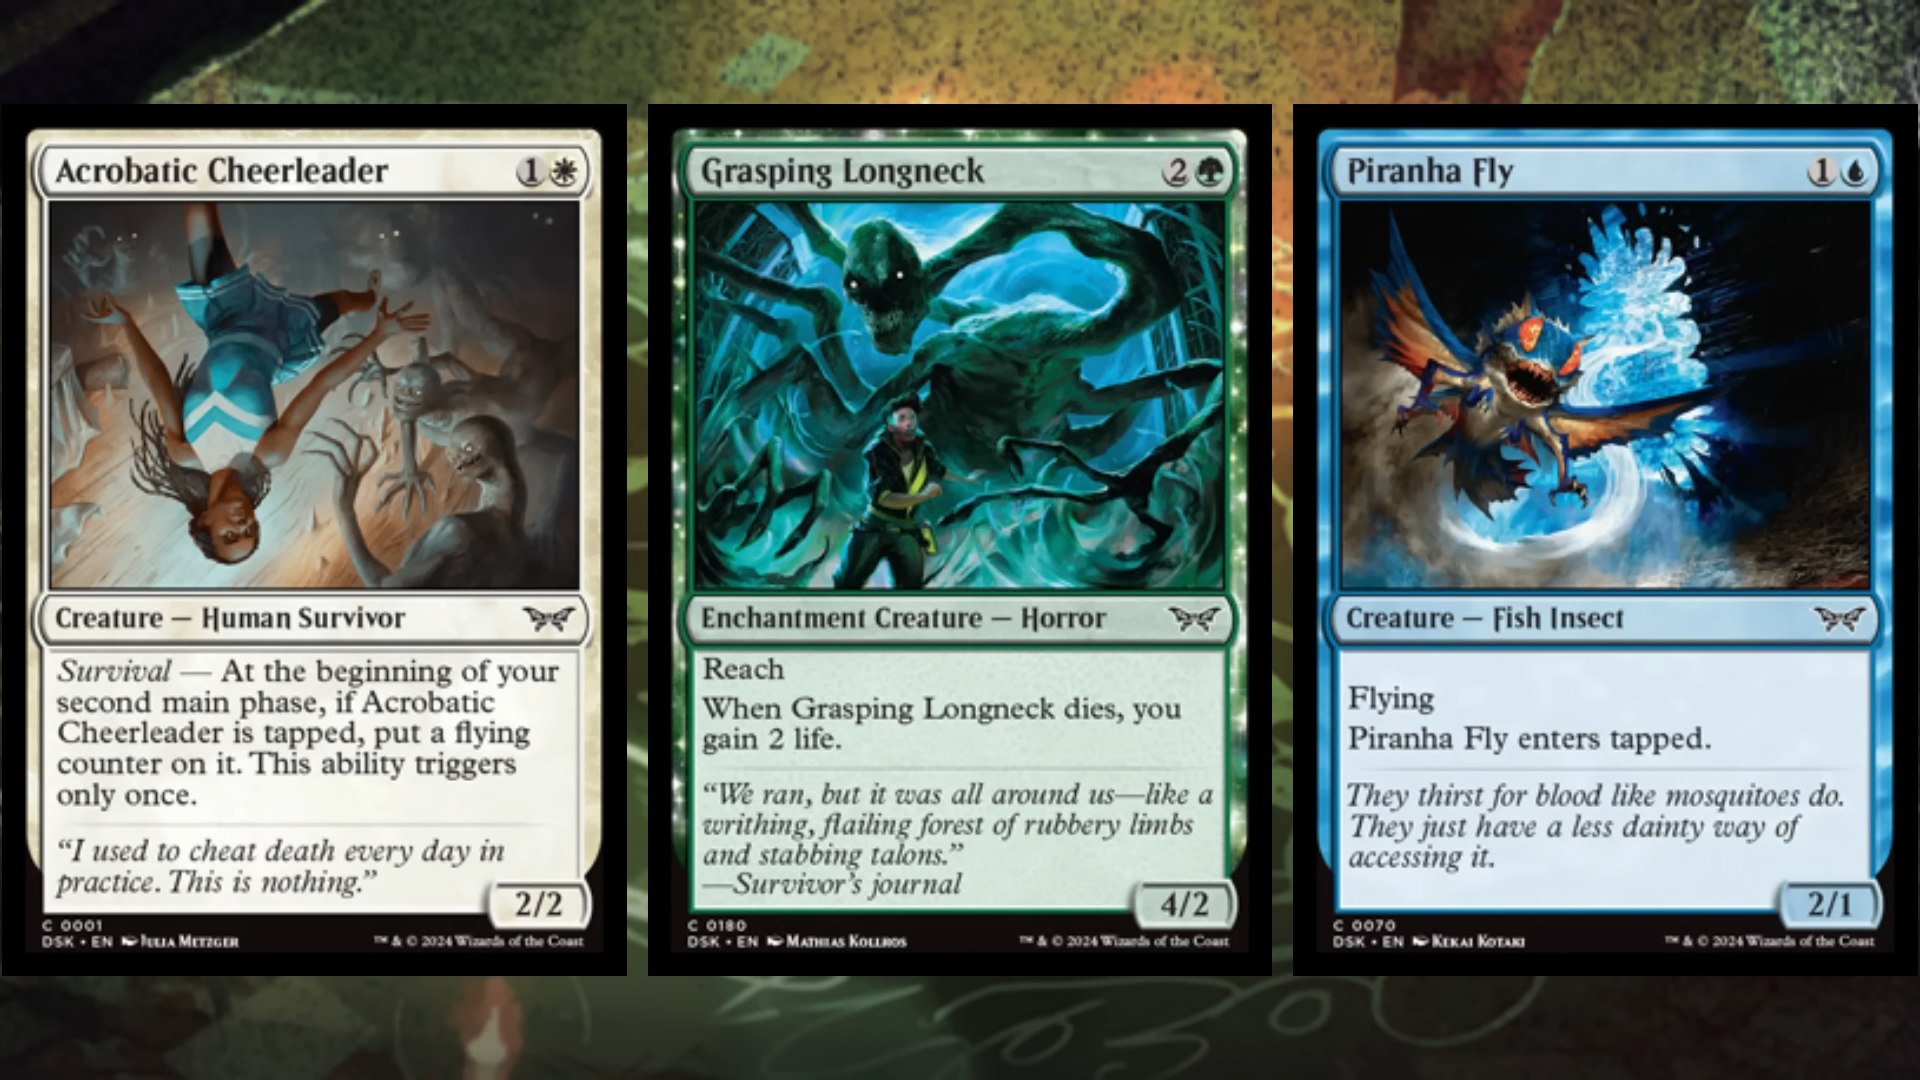 Acrobatic Cheerleader 1
Creature — Human Survivor
Survival — At the beginning of your
second main phase, if Acrobatic
Cheerleader is tapped, put a flying
counter on it. This ability triggers
only once.
“I used to cheat death every day in
practice. This is nothing.”
2/2
C 0001
DSK • EN Julia Metzger ™ & © 2024 Wizards of the Coast
Grasping Longneck 2
Enchantment Creature — Horror
Reach
When Grasping Longneck dies, you
gain 2 life.
“We ran, but it was all around us—like a
writhing, flailing forest of rubbery limbs
and stabbing talons.”
—Survivor’s journal
4/2
C 0180
DSK • EN Mathias Kollros ™ & © 2024 Wizards of the Coast
Piranha Fly 1
Creature — Fish Insect
Flying
Piranha Fly enters tapped.
They thirst for blood like mosquitoes do.
They just have a less dainty way of
accessing it.
2/1
C 0070
DSK • EN Kekai Kotaki ™ & © 2024 Wizards of the Coast